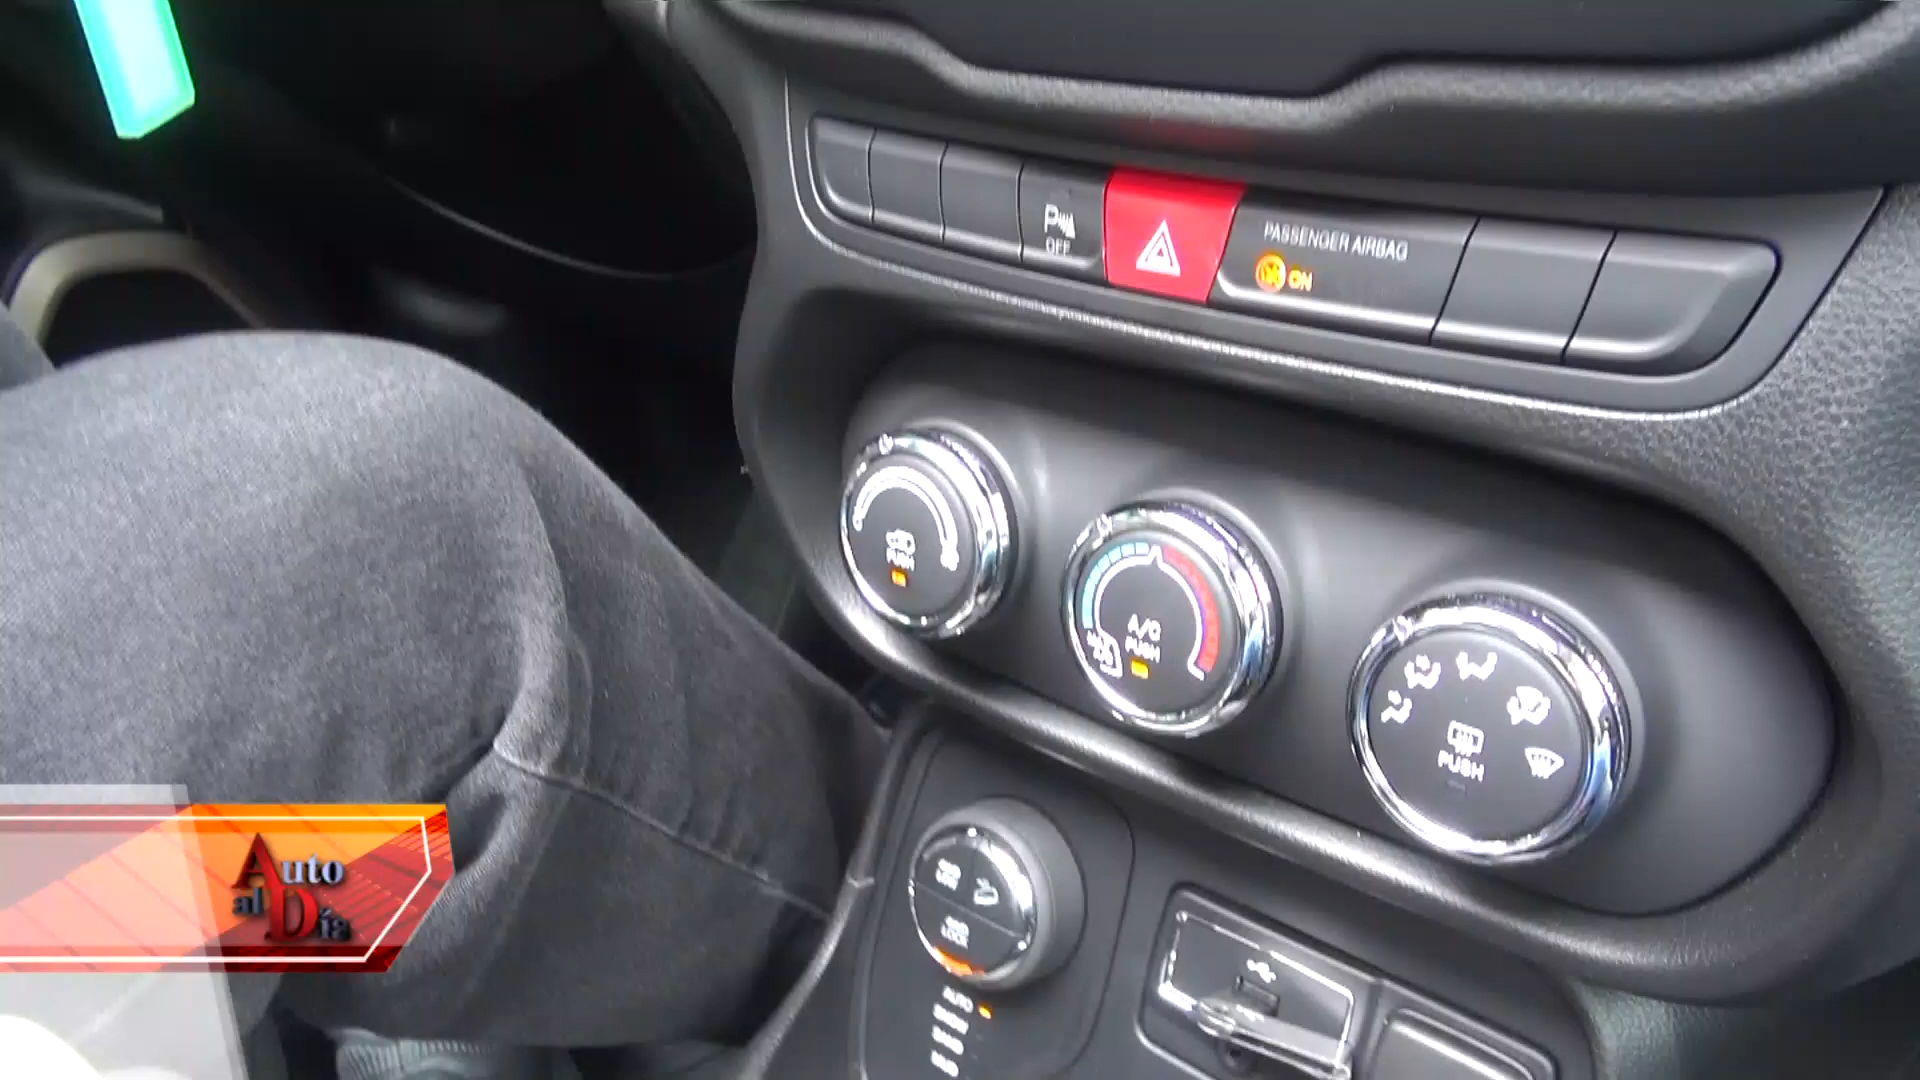 P
OFF
PASSENGER AIRBAG
ON
PUSH
A/C
PUSH
PUSH
LOCK
AUTO
Auto
al Día